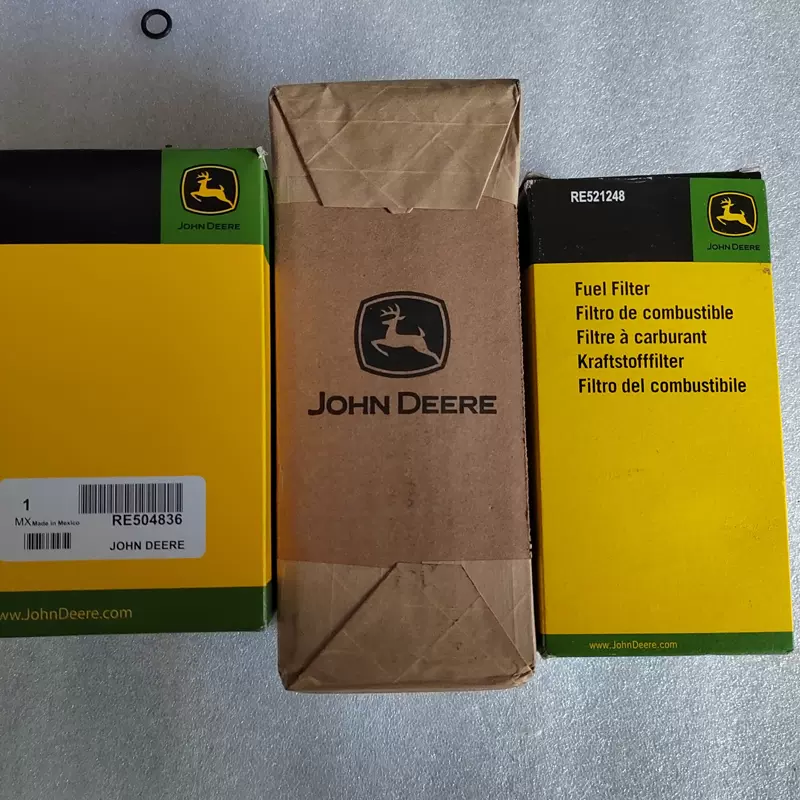 JOHN DEERE
1
MX Made in Mexico
RE504836
JOHN DEERE
ww.JohnDeere.com
JOHN DEERE
RE521248
JOHN DEERE
Fuel Filter
Filtro de combustible
Filtre à carburant
Kraftstofffilter
Filtro del combustibile
www.JohnDeere.com